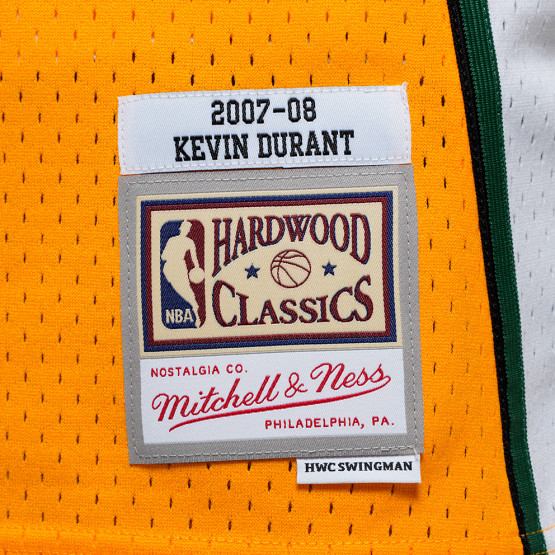 2007-08
KEVIN DURANT
HARDWOOD
CLASSICS
NBA
NOSTALGIA CO.
Mitchell & Ness
PHILADELPHIA, PA.
HWC SWINGMAN